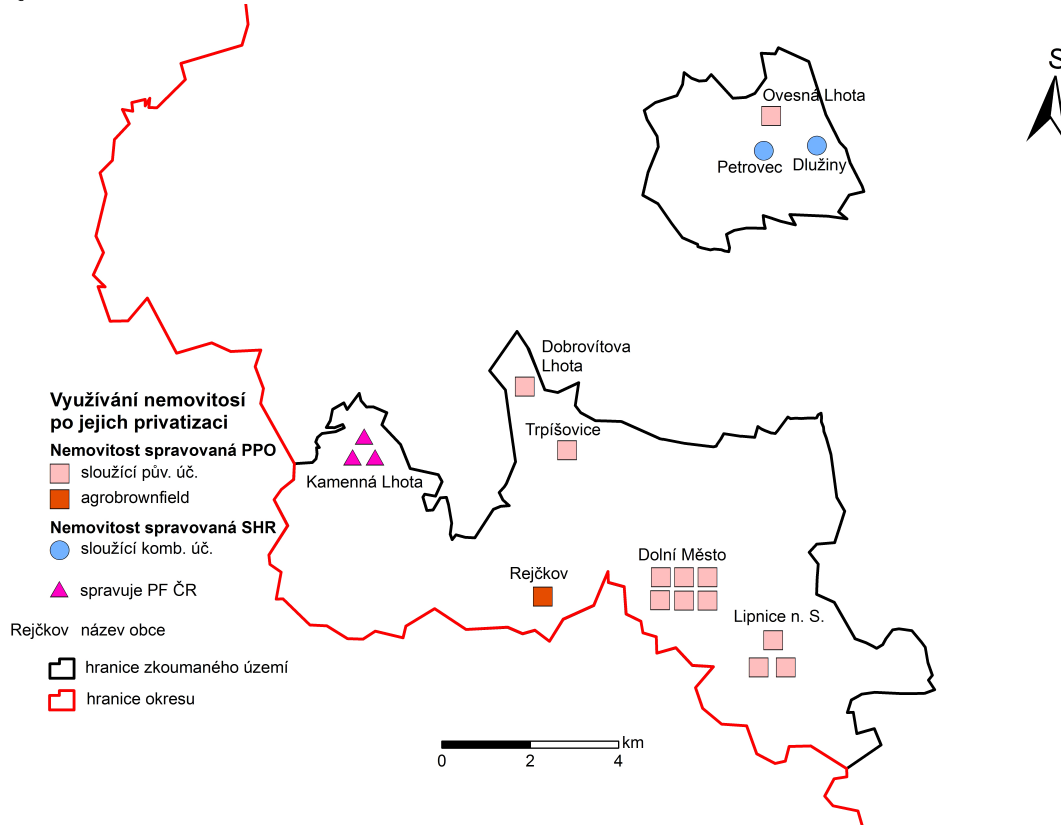 S
Ovesná Lhota
Petrovec
Dlužiny
Dobrovítova
Lhota
Trpíšovice
Kamenná Lhota
Dolní Město
Rejčkov
Lipnice n. S.
Využívání nemovitosí
po jejich privatizaci
Nemovitost spravovaná PPO
sloužící pův. úč.
agrobrownfield
Nemovitost spravovaná SHR
sloužící komb. úč.
spravuje PF ČR
Rejčkov název obce
hranice zkoumaného území
hranice okresu
km
0 2 4